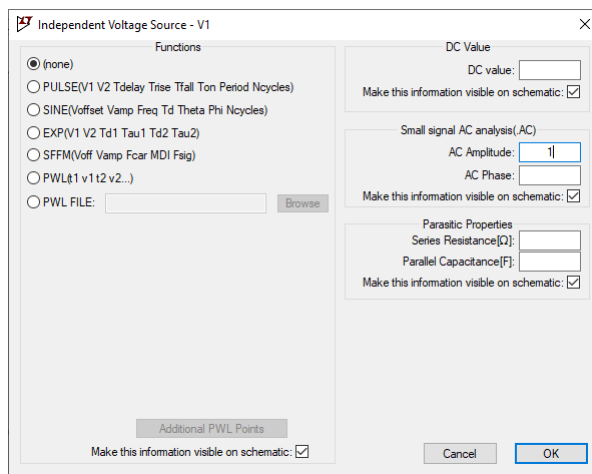 Independent Voltage Source - V1
Functions
(none)
PULSE(V1 V2 Tdelay Trise Tfall Ton Period Ncycles)
SINE(Voffset Vamp Freq Td Theta Phi Ncycles)
EXP(V1 V2 Td1 Tau1 Td2 Tau2)
SFFM(Voff Vamp Fcar MDI Fsig)
PWL(t1 v1 t2 v2...)
PWL FILE:
Browse
Additional PWL Points
Make this information visible on schematic:
DC Value
DC value:
Make this information visible on schematic:
Small signal AC analysis(.AC)
AC Amplitude: 1
AC Phase:
Make this information visible on schematic:
Parasitic Properties
Series Resistance[Ω]:
Parallel Capacitance[F]:
Make this information visible on schematic:
Cancel
OK